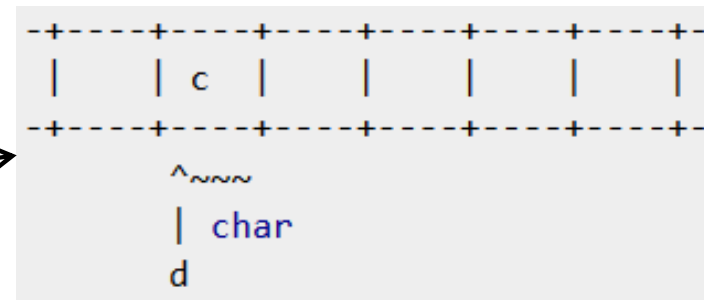 -+----+----+----+----+----+----+-
|    | c  |    |    |    |    |
-+----+----+----+----+----+----+-
^~~~
| char
d